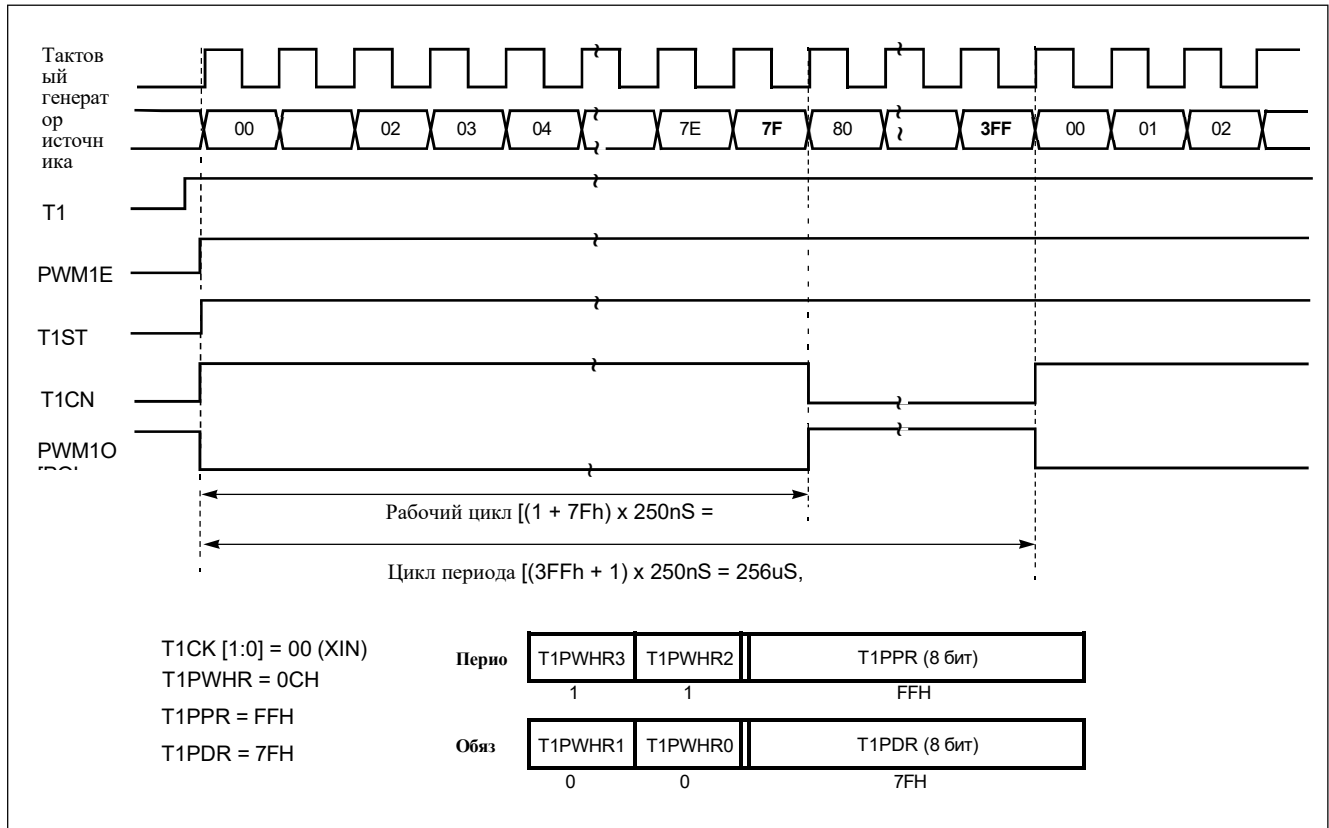 Тактов
ый
генерат
ор
источн
ика
00 02 03 04 7E 7F 80 3FF 00 01 02
T1
PWM1E
T1ST
T1CN
PWM1O
Рабочий цикл [(1 + 7Fh) x 250nS =
Цикл периода [(3FFh + 1) x 250nS = 256uS,
T1CK [1:0] = 00 (XIN)
T1PWHR = 0CH
T1PPR = FFH
T1PDR = 7FH
Перио T1PWHR3 T1PWHR2 T1PPR (8 бит)
1 1 FFH
Обяз T1PWHR1 T1PWHR0 T1PDR (8 бит)
0 0 7FH